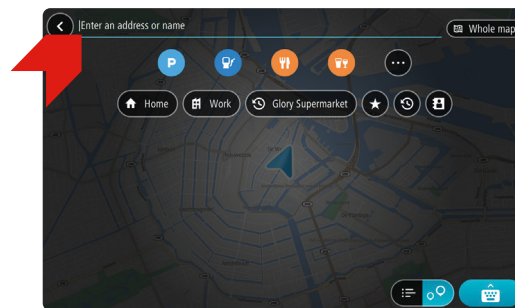 Enter an address or name
Whole map
P
Home
Work
Glory Supermarket